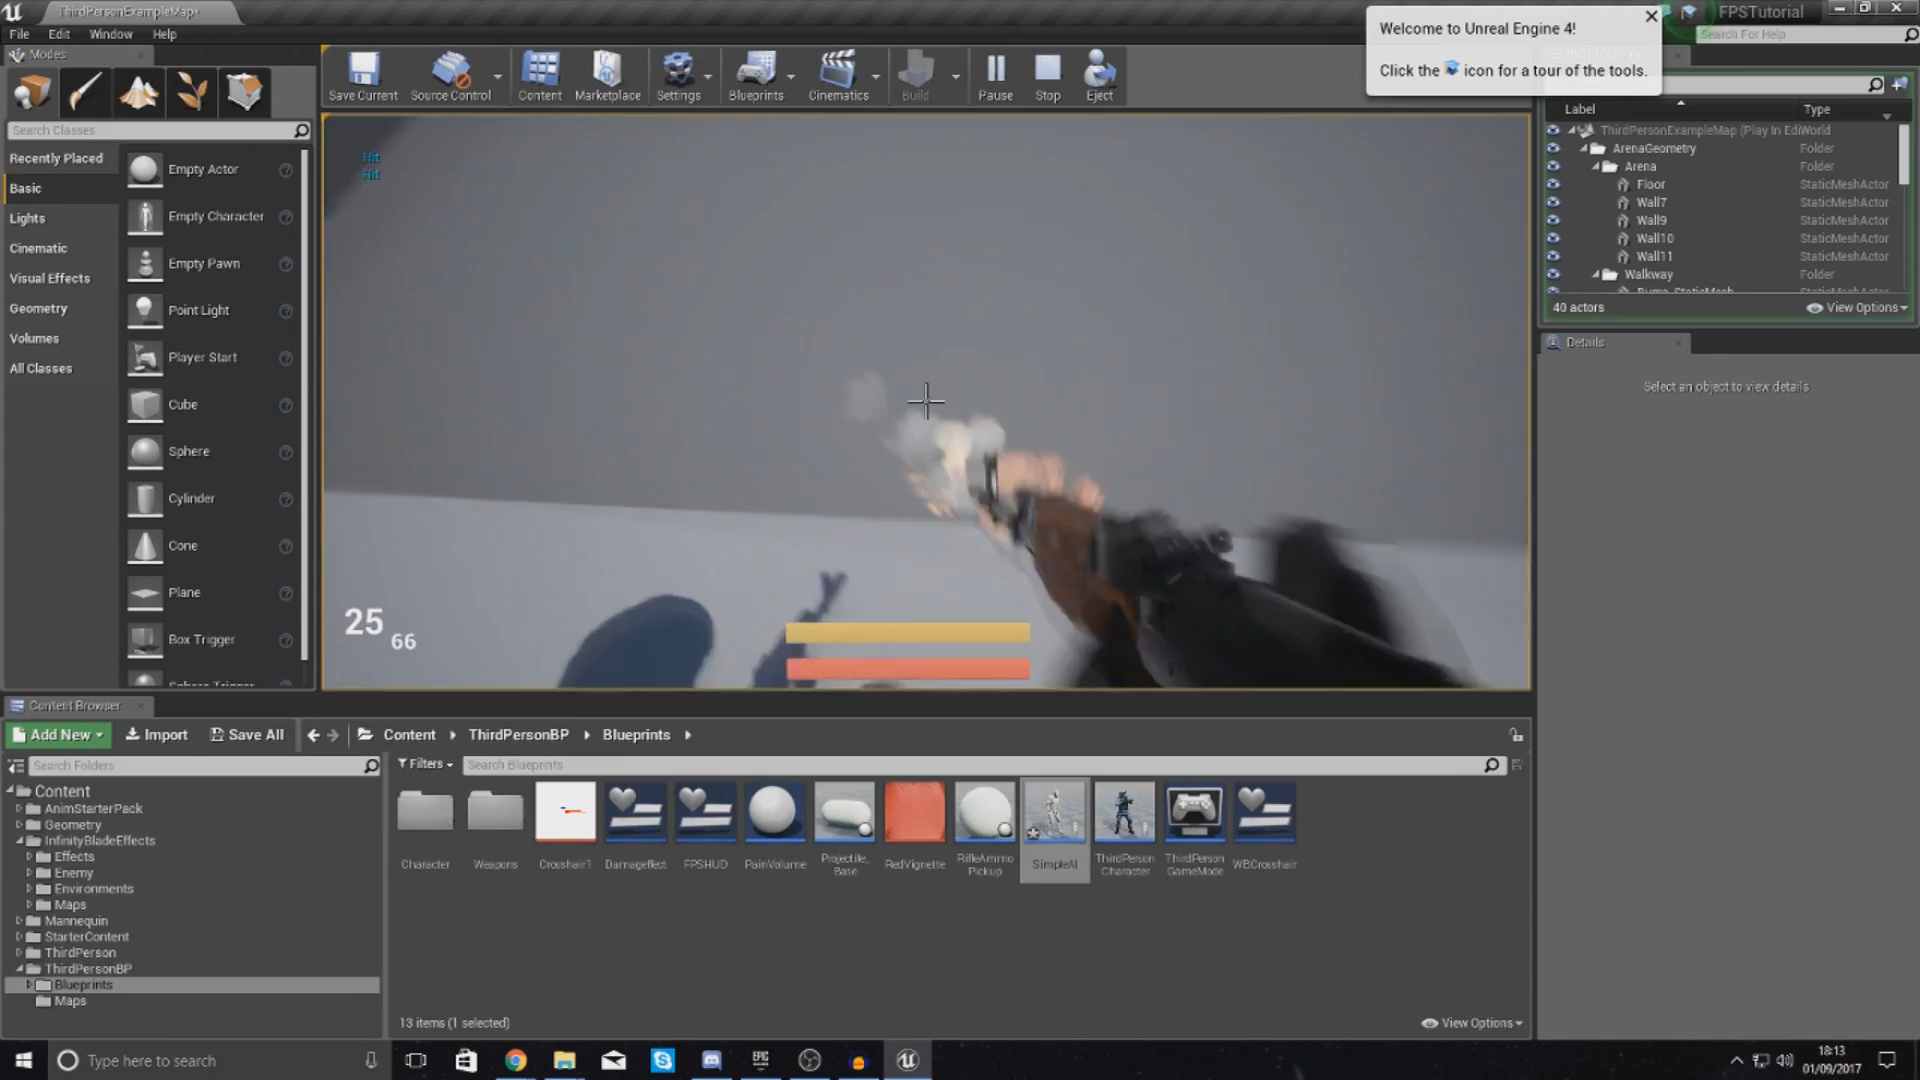 ThirdPersonExampleMap*
FPSTutorial
File Edit Window Help
Search For Help
Welcome to Unreal Engine 4!
Click the icon for a tour of the tools.
Modes
Save Current
Source Control
Content
Marketplace
Settings
Blueprints
Cinematics
Build
Pause
Stop
Eject
Search Classes
Recently Placed
Basic
Lights
Cinematic
Visual Effects
Geometry
Volumes
All Classes
Empty Actor
Empty Character
Empty Pawn
Point Light
Player Start
Cube
Sphere
Cylinder
Cone
Plane
Box Trigger
Sphere Trigger
Hit
Hit
25
66
Label Type
ThirdPersonExampleMap (Play In Edi World
ArenaGeometry Folder
Arena Folder
Floor StaticMeshActor
Wall7 StaticMeshActor
Wall9 StaticMeshActor
Wall10 StaticMeshActor
Wall11 StaticMeshActor
Walkway Folder
Bump_StaticMesh
40 actors View Options
Details
Select an object to view details.
Content Browser
Add New Import Save All Content ThirdPersonBP Blueprints
Search Folders
Filters Search Blueprints
Content
AnimStarterPack
Geometry
InfinityBladeEffects
Effects
Enemy
Environments
Maps
Mannequin
StarterContent
ThirdPerson
ThirdPersonBP
Blueprints
Maps
Character
Weapons
Crosshair1
Damageffect
FPSHUD
PainVolume
Projectile_
Base
RedVignette
RifleAmmo
Pickup
SimpleAI
ThirdPerson
Character
ThirdPerson
GameMode
WBCrosshair
13 items (1 selected) View Options
Type here to search
EPIC
18:13
01/09/2017